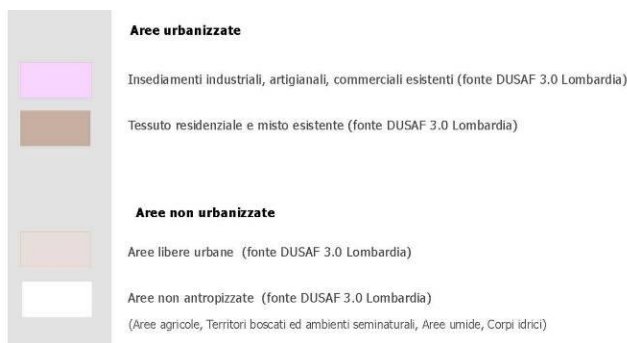 Aree urbanizzate
Insediamenti industriali, artigianali, commerciali esistenti (fonte DUSAF 3.0 Lombardia)
Tessuto residenziale e misto esistente (fonte DUSAF 3.0 Lombardia)
Aree non urbanizzate
Aree libere urbane (fonte DUSAF 3.0 Lombardia)
Aree non antropizzate (fonte DUSAF 3.0 Lombardia)
(Aree agricole, Territori boscati ed ambienti seminaturali, Aree umide, Corpi idrici)